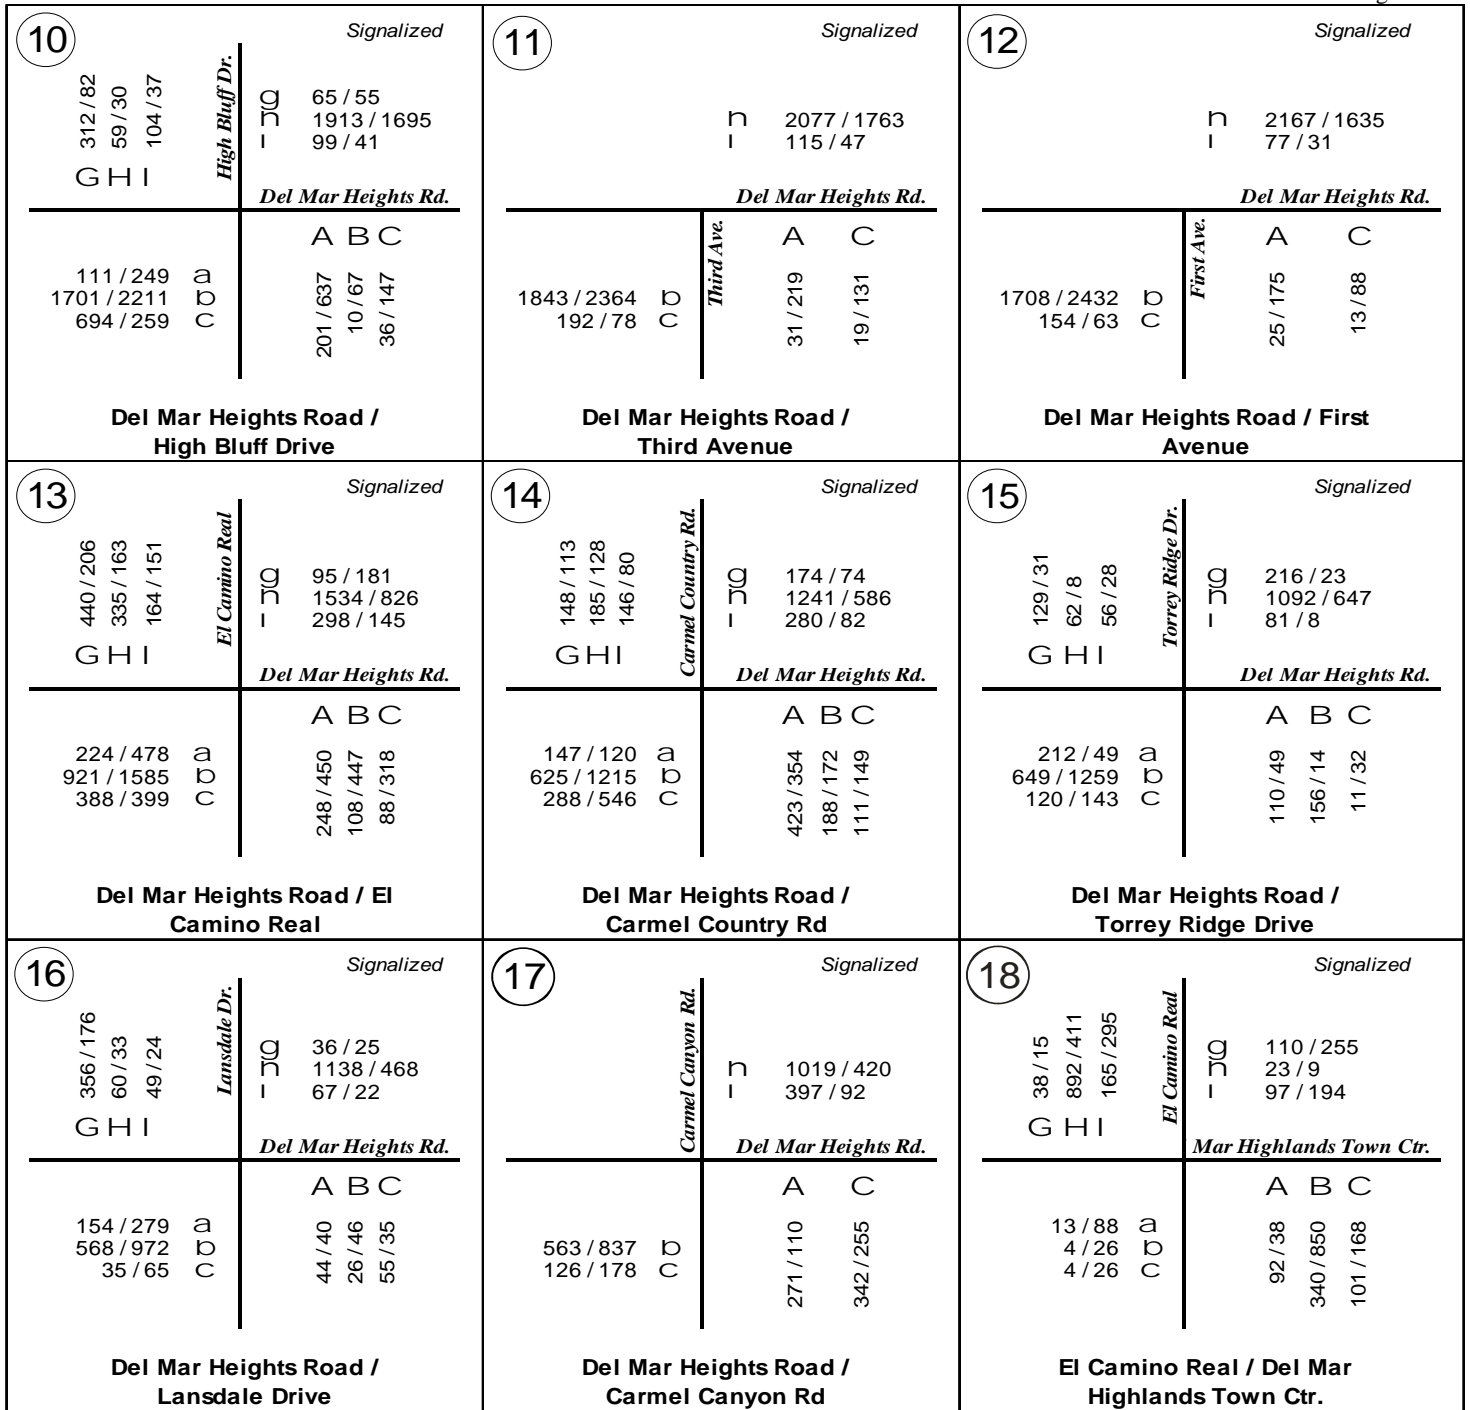 10
Signalized
312 / 82
59 / 30
104 / 37
High Bluff Dr.
g 65 / 55
h 1913 / 1695
i 99 / 41
G H I
Del Mar Heights Rd.
A B C
111 / 249 a
1701 / 2211 b
694 / 259 c
201 / 637
10 / 67
36 / 147
Del Mar Heights Road /
High Bluff Drive
11
Signalized
h 2077 / 1763
i 115 / 47
Del Mar Heights Rd.
Third Ave.
A C
1843 / 2364 b
192 / 78 c
31 / 219
19 / 131
Del Mar Heights Road /
Third Avenue
12
Signalized
h 2167 / 1635
i 77 / 31
Del Mar Heights Rd.
First Ave.
A C
1708 / 2432 b
154 / 63 c
25 / 175
13 / 88
Del Mar Heights Road / First
Avenue
13
Signalized
440 / 206
335 / 163
164 / 151
El Camino Real
g 95 / 181
h 1534 / 826
i 298 / 145
G H I
Del Mar Heights Rd.
A B C
224 / 478 a
921 / 1585 b
388 / 399 c
248 / 450
108 / 447
88 / 318
Del Mar Heights Road / El
Camino Real
14
Signalized
148 / 113
185 / 128
146 / 80
Carmel Country Rd.
g 174 / 74
h 1241 / 586
i 280 / 82
G H I
Del Mar Heights Rd.
A B C
147 / 120 a
625 / 1215 b
288 / 546 c
423 / 354
188 / 172
111 / 149
Del Mar Heights Road /
Carmel Country Rd
15
Signalized
129 / 31
62 / 8
56 / 28
Torrey Ridge Dr.
g 216 / 23
h 1092 / 647
i 81 / 8
G H I
Del Mar Heights Rd.
A B C
212 / 49 a
649 / 1259 b
120 / 143 c
110 / 49
156 / 14
11 / 32
Del Mar Heights Road /
Torrey Ridge Drive
16
Signalized
356 / 176
60 / 33
49 / 24
Lansdale Dr.
g 36 / 25
h 1138 / 468
i 67 / 22
G H I
Del Mar Heights Rd.
A B C
154 / 279 a
568 / 972 b
35 / 65 c
44 / 40
26 / 46
55 / 35
Del Mar Heights Road /
Lansdale Drive
17
Signalized
Carmel Canyon Rd.
h 1019 / 420
i 397 / 92
Del Mar Heights Rd.
A C
563 / 837 b
126 / 178 c
271 / 110
342 / 255
Del Mar Heights Road /
Carmel Canyon Rd
18
Signalized
38 / 15
892 / 411
165 / 295
El Camino Real
g 110 / 255
h 23 / 9
i 97 / 194
G H I
Mar Highlands Town Ctr.
A B C
13 / 88 a
4 / 26 b
4 / 26 c
92 / 38
340 / 850
101 / 168
El Camino Real / Del Mar
Highlands Town Ctr.